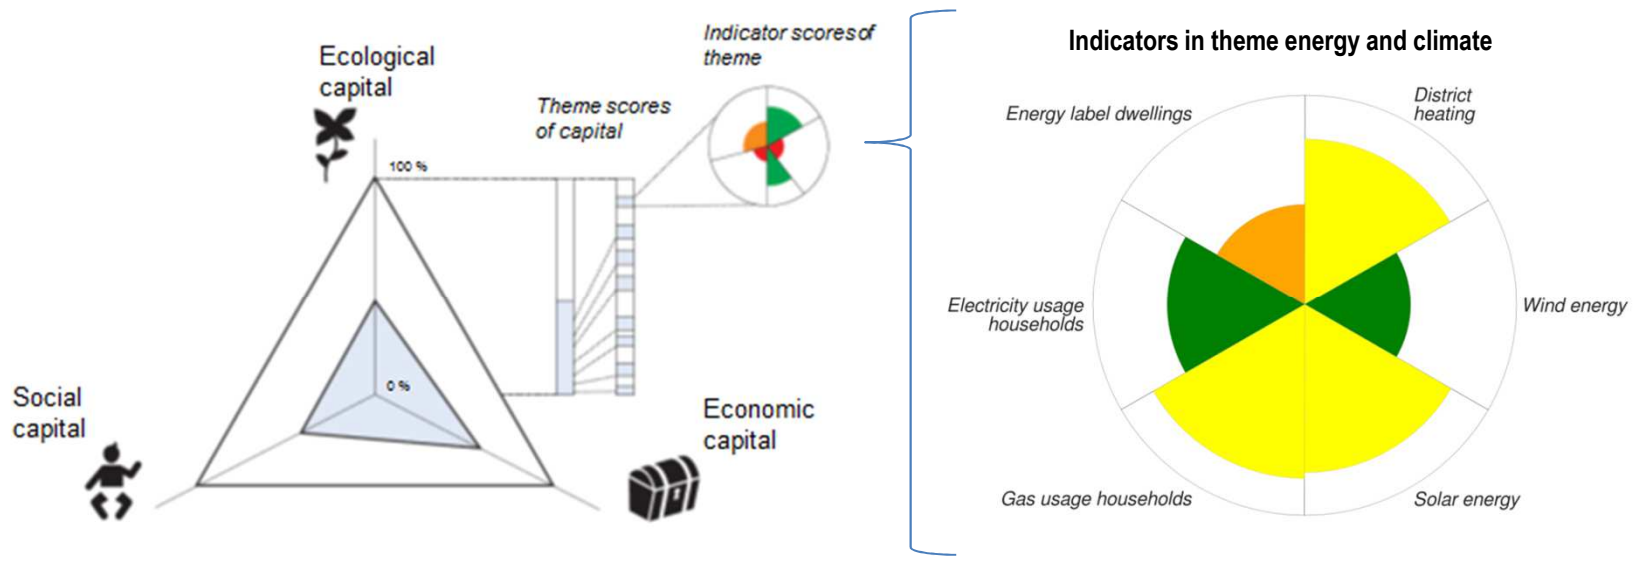 Ecological
capital
100 %
0 %
Social
capital
Economic
capital
Theme scores
of capital
Indicator scores of
theme
Indicators in theme energy and climate
Energy label dwellings
District
heating
Electricity usage
households
Wind energy
Gas usage households
Solar energy